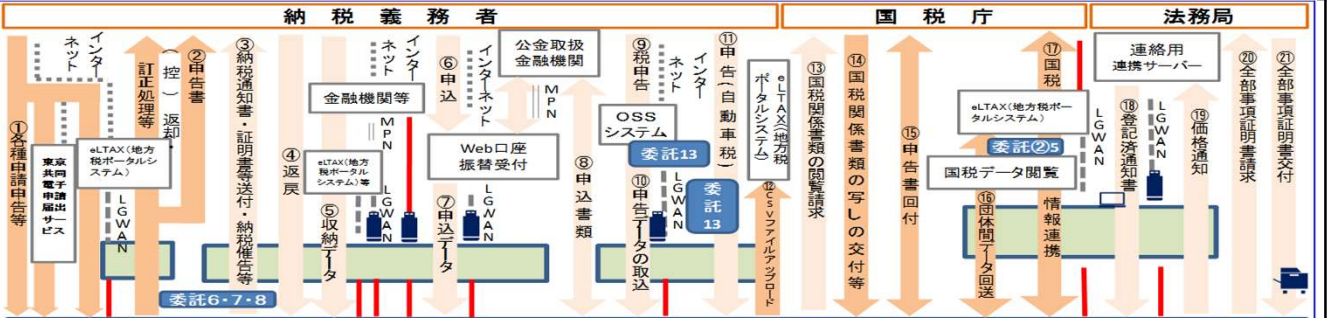 納税義務者
国税庁
法務局
①各種申請申告等
インターネット
東京共同電子申請・届出サービス
eLTAX(地方税ポータルシステム)
LGWAN
訂正処理等
②申告書(控)返却・
③納税通知書・証明書等送付・納税催告等
委託6・7・8
④返戻
インターネット
金融機関等
MPN
eLTAX(地方税ポータルシステム)等
LGWAN
⑤収納データ
⑥申込
インターネット
公金取扱金融機関
MPN
Web口座振替受付
LGWAN
⑦申込データ
⑧申込書類
⑨税申告
インターネット
OSSシステム
委託13
LGWAN
⑩申告データの取込
⑪申告(自動車税)
委託13
eLTAX(地方税ポータルシステム)
⑫CSVファイルアップロード
⑬国税関係書類の閲覧請求
⑭国税関係書類の写しの交付等
⑮申告書回付
eLTAX(地方税ポータルシステム)
委託②5
国税データ閲覧
⑯団体間データ回送
⑰国税
情報連携
LGWAN
連絡用連携サーバー
⑱登記済通知書
LGWAN
⑲価格通知
⑳全部事項証明書請求
㉑全部事項証明書交付